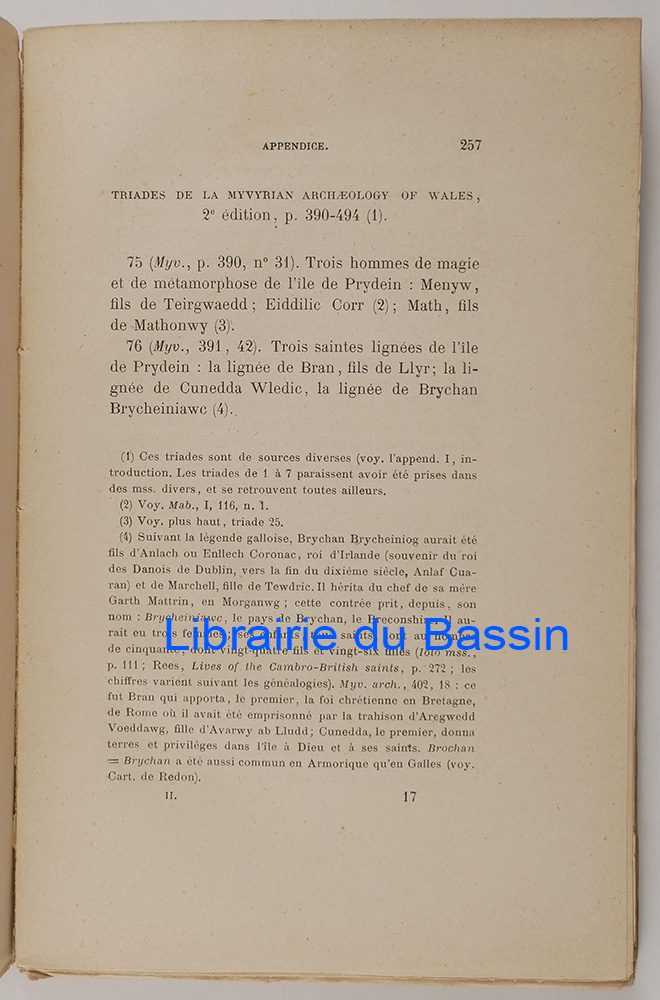 APPENDICE. 257
TRIADES DE LA MYVYRIAN ARCHÆOLOGY OF WALES,
2e édition, p. 390-494 (1).
75 (Myv., p. 390, n° 31). Trois hommes de magie
et de métamorphose de l'île de Prydein : Menyw,
fils de Teirgwaedd ; Eiddilic Corr (2) ; Math, fils
de Mathonwy (3).
76 (Myv., 391, 42). Trois saintes lignées de l'île
de Prydein : la lignée de Bran, fils de Llyr; la li-
gnée de Cunedda Wledic, la lignée de Brychan
Brycheiniawc (4).
(1) Ces triades sont de sources diverses (voy. l'append. I, in-
troduction. Les triades de 1 à 7 paraissent avoir été prises dans
des mss. divers, et se retrouvent toutes ailleurs.
(2) Voy. Mab., I, 116, n. 1.
(3) Voy. plus haut, triade 25.
(4) Suivant la légende galloise, Brychan Brycheiniog aurait été
fils d'Anlach ou Enllech Coronac, roi d'Irlande (souvenir du roi
des Danois de Dublin, vers la fin du dixième siècle, Anlaf Cua-
ran) et de Marchell, fille de Tewdric. Il hérita du chef de sa mère
Garth Mattrin, en Morganwg ; cette contrée prit, depuis, son
nom : Brycheiniawc, le pays de Brychan, le Breconshire. Il au-
rait eu trois femmes ; ses enfants, tous saints, sont au nombre
de cinquante, dont vingt-quatre fils et vingt-six filles (Iolo mss.,
p. 111 ; Rees, Lives of the Cambro-British saints, p. 272 ; les
chiffres varient suivant les généalogies). Myv. arch., 402, 18 : ce
fut Bran qui apporta, le premier, la foi chrétienne en Bretagne,
de Rome où il avait été emprisonné par la trahison d'Aregwedd
Voeddawg, fille d'Avarwy ab Lludd ; Cunedda, le premier, donna
terres et privilèges dans l'île à Dieu et à ses saints. Brochan
= Brychan a été aussi commun en Armorique qu'en Galles (voy.
Cart. de Redon).
II. 17
Librairie du Bassin